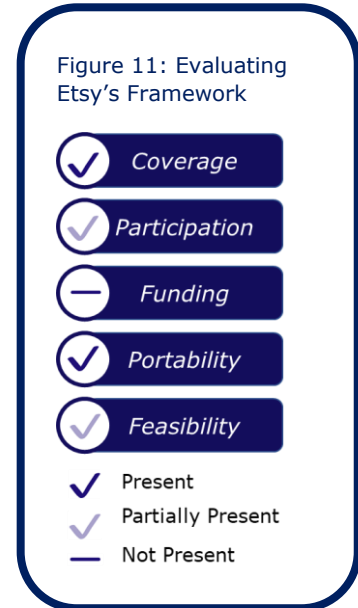 Figure 11: Evaluating
Etsy’s Framework
Coverage
Participation
Funding
Portability
Feasibility
Present
Partially Present
Not Present